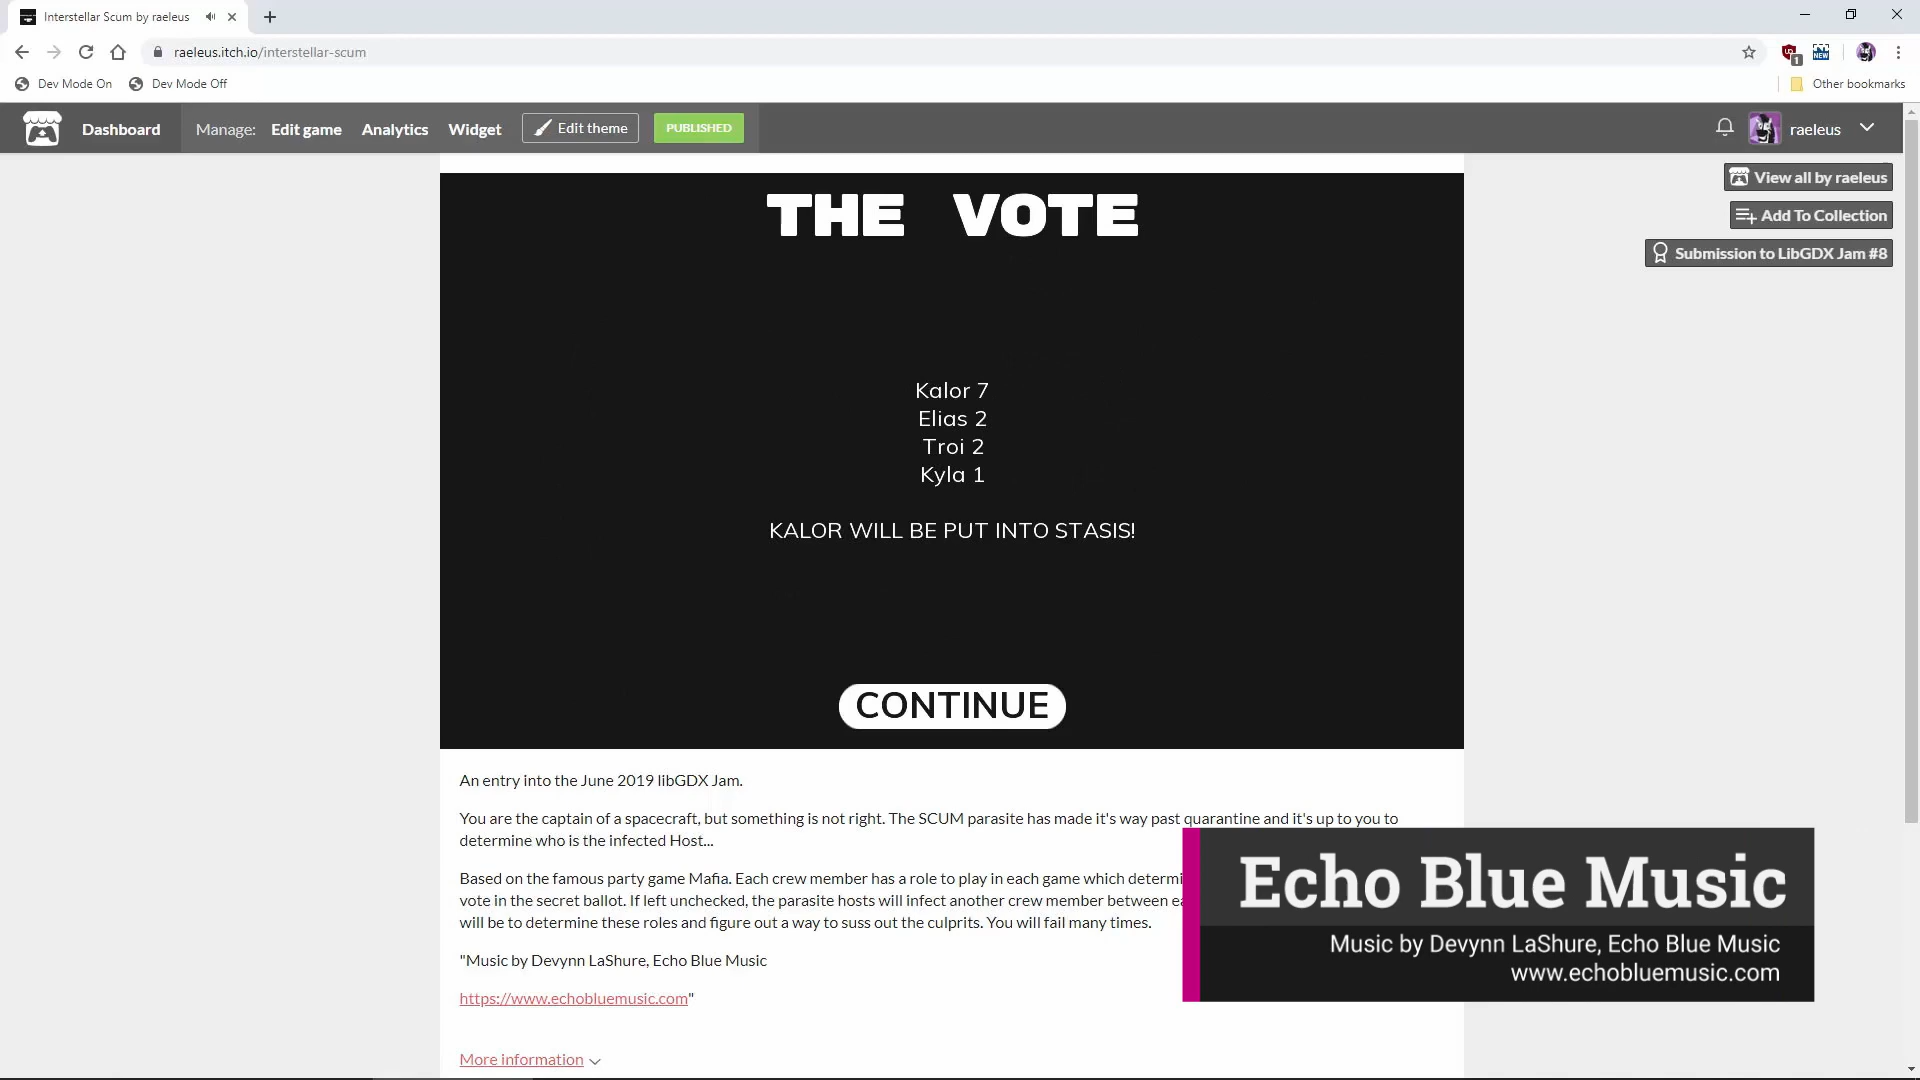 Interstellar Scum by raeleus
raeleus.itch.io/interstellar-scum
1
NEW
Dev Mode On
Dev Mode Off
Other bookmarks
Dashboard
Manage:
Edit game
Analytics
Widget
Edit theme
PUBLISHED
raeleus
View all by raeleus
Add To Collection
Submission to LibGDX Jam #8
THE VOTE
Kalor 7
Elias 2
Troi 2
Kyla 1
KALOR WILL BE PUT INTO STASIS!
CONTINUE
An entry into the June 2019 libGDX Jam.
You are the captain of a spacecraft, but something is not right. The SCUM parasite has made it's way past quarantine and it's up to you to
determine who is the infected Host...
Based on the famous party game Mafia. Each crew member has a role to play in each game which determi
vote in the secret ballot. If left unchecked, the parasite hosts will infect another crew member between ea
will be to determine these roles and figure out a way to suss out the culprits. You will fail many times.
"Music by Devynn LaShure, Echo Blue Music
https://www.echobluemusic.com"
More information
Echo Blue Music
Music by Devynn LaShure, Echo Blue Music
www.echobluemusic.com